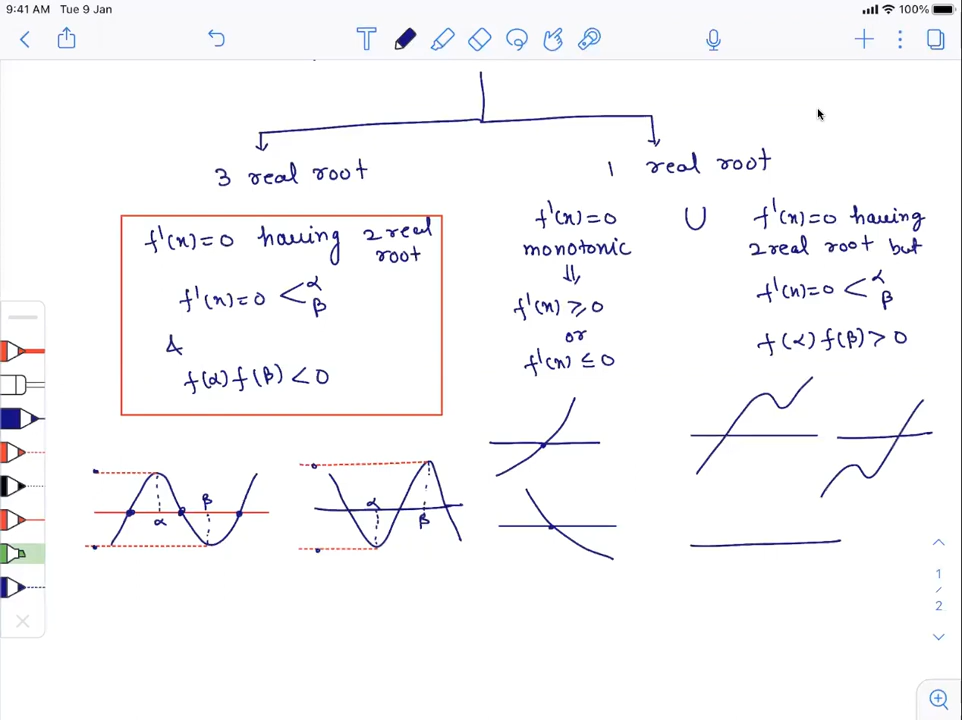 9:41 AM Tue 9 Jan
100%
3 real root
1 real root
f'(x)=0 having 2 real
root
f'(x)=0 < α
β
&
f(α) f(β) < 0
f'(x)=0
monotonic
⇓
f'(x) ≥ 0
or
f'(x) ≤ 0
U
f'(x)=0 having
2 real root but
f'(x)=0 < α
β
f(α) f(β) > 0
α
β
α
β
T
1
/
2